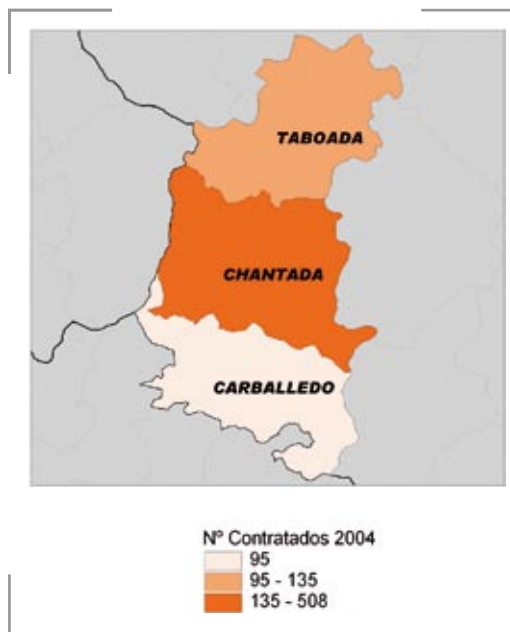 TABOADA
CHANTADA
CARBALLEDO
Nº Contratados 2004
95
95 - 135
135 - 508